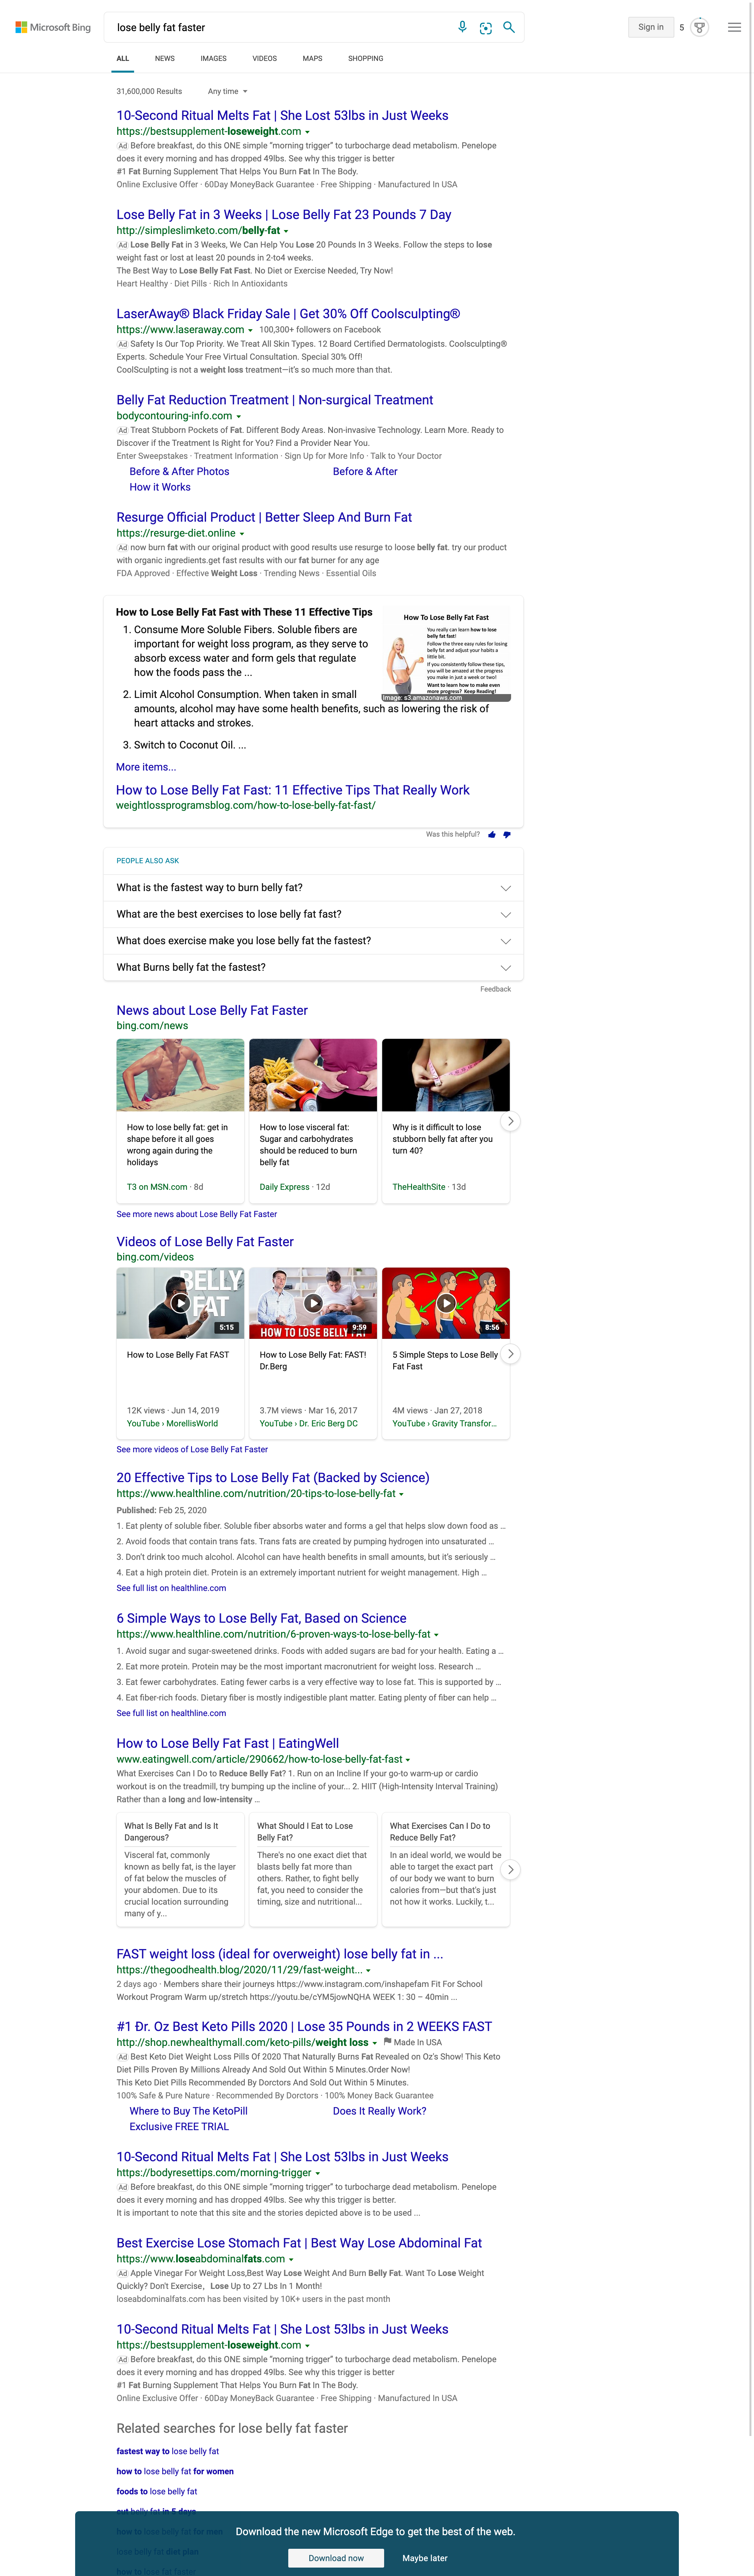 Microsoft Bing
lose belly fat faster
Sign in
5
ALL
NEWS
IMAGES
VIDEOS
MAPS
SHOPPING
31,600,000 Results
Any time
10-Second Ritual Melts Fat | She Lost 53lbs in Just Weeks
https://bestsupplement-loseweight.com
Ad Before breakfast, do this ONE simple “morning trigger” to turbocharge dead metabolism. Penelope
does it every morning and has dropped 49lbs. See why this trigger is better
#1 Fat Burning Supplement That Helps You Burn Fat In The Body.
Online Exclusive Offer · 60Day MoneyBack Guarantee · Free Shipping · Manufactured In USA
Lose Belly Fat in 3 Weeks | Lose Belly Fat 23 Pounds 7 Day
http://simpleslimketo.com/belly-fat
Ad Lose Belly Fat in 3 Weeks, We Can Help You Lose 20 Pounds In 3 Weeks. Follow the steps to lose
weight fast or lost at least 20 pounds in 2-to4 weeks.
The Best Way to Lose Belly Fat Fast. No Diet or Exercise Needed, Try Now!
Heart Healthy · Diet Pills · Rich In Antioxidants
LaserAway® Black Friday Sale | Get 30% Off Coolsculpting®
https://www.laseraway.com 100,300+ followers on Facebook
Ad Safety Is Our Top Priority. We Treat All Skin Types. 12 Board Certified Dermatologists. Coolsculpting®
Experts. Schedule Your Free Virtual Consultation. Special 30% Off!
CoolSculpting is not a weight loss treatment—it’s so much more than that.
Belly Fat Reduction Treatment | Non-surgical Treatment
bodycontouring-info.com
Ad Treat Stubborn Pockets of Fat. Different Body Areas. Non-invasive Technology. Learn More. Ready to
Discover if the Treatment Is Right for You? Find a Provider Near You.
Enter Sweepstakes · Treatment Information · Sign Up for More Info · Talk to Your Doctor
Before & After Photos
Before & After
How it Works
Resurge Official Product | Better Sleep And Burn Fat
https://resurge-diet.online
Ad now burn fat with our original product with good results use resurge to loose belly fat. try our product
with organic ingredients.get fast results with our fat burner for any age
FDA Approved · Effective Weight Loss · Trending News · Essential Oils
How to Lose Belly Fat Fast with These 11 Effective Tips
1. Consume More Soluble Fibers. Soluble fibers are
important for weight loss program, as they serve to
absorb excess water and form gels that regulate
how the foods pass the ...
2. Limit Alcohol Consumption. When taken in small
amounts, alcohol may have some health benefits, such as lowering the risk of
heart attacks and strokes.
3. Switch to Coconut Oil. ...
How To Lose Belly Fat Fast
You really can learn how to lose
belly fat fast!
Follow the three easy rules for losing
belly fat and adjust your habits a
little bit.
If you consistently follow these tips,
you will be amazed at the progress
you make in just a week or two!
Want to know how to make even
more progress? Keep Reading!
Image: s3.amazonaws.com
More items...
How to Lose Belly Fat Fast: 11 Effective Tips That Really Work
weightlossprogramsblog.com/how-to-lose-belly-fat-fast/
Was this helpful?
PEOPLE ALSO ASK
What is the fastest way to burn belly fat?
What are the best exercises to lose belly fat fast?
What does exercise make you lose belly fat the fastest?
What Burns belly fat the fastest?
Feedback
News about Lose Belly Fat Faster
bing.com/news
How to lose belly fat: get in
shape before it all goes
wrong again during the
holidays
T3 on MSN.com · 8d
How to lose visceral fat:
Sugar and carbohydrates
should be reduced to burn
belly fat
Daily Express · 12d
Why is it difficult to lose
stubborn belly fat after you
turn 40?
TheHealthSite · 13d
See more news about Lose Belly Fat Faster
Videos of Lose Belly Fat Faster
bing.com/videos
BELLY
FAT
5:15
How to Lose Belly Fat FAST
12K views · Jun 14, 2019
YouTube › MorellisWorld
HOW TO LOSE BELLY FAT
9:59
How to Lose Belly Fat: FAST!
Dr.Berg
3.7M views · Mar 16, 2017
YouTube › Dr. Eric Berg DC
8:56
5 Simple Steps to Lose Belly
Fat Fast
4M views · Jan 27, 2018
YouTube › Gravity Transfor...
See more videos of Lose Belly Fat Faster
20 Effective Tips to Lose Belly Fat (Backed by Science)
https://www.healthline.com/nutrition/20-tips-to-lose-belly-fat
Published: Feb 25, 2020
1. Eat plenty of soluble fiber. Soluble fiber absorbs water and forms a gel that helps slow down food as ...
2. Avoid foods that contain trans fats. Trans fats are created by pumping hydrogen into unsaturated ...
3. Don’t drink too much alcohol. Alcohol can have health benefits in small amounts, but it’s seriously ...
4. Eat a high protein diet. Protein is an extremely important nutrient for weight management. High ...
See full list on healthline.com
6 Simple Ways to Lose Belly Fat, Based on Science
https://www.healthline.com/nutrition/6-proven-ways-to-lose-belly-fat
1. Avoid sugar and sugar-sweetened drinks. Foods with added sugars are bad for your health. Eating a ...
2. Eat more protein. Protein may be the most important macronutrient for weight loss. Research ...
3. Eat fewer carbohydrates. Eating fewer carbs is a very effective way to lose fat. This is supported by ...
4. Eat fiber-rich foods. Dietary fiber is mostly indigestible plant matter. Eating plenty of fiber can help ...
See full list on healthline.com
How to Lose Belly Fat Fast | EatingWell
www.eatingwell.com/article/290662/how-to-lose-belly-fat-fast
What Exercises Can I Do to Reduce Belly Fat? 1. Run on an Incline If your go-to warm-up or cardio
workout is on the treadmill, try bumping up the incline of your... 2. HIIT (High-Intensity Interval Training)
Rather than a long and low-intensity ...
What Is Belly Fat and Is It
Dangerous?
Visceral fat, commonly
known as belly fat, is the layer
of fat below the muscles of
your abdomen. Due to its
crucial location surrounding
many of y...
What Should I Eat to Lose
Belly Fat?
There's no one exact diet that
blasts belly fat more than
others. Rather, to fight belly
fat, you need to consider the
timing, size and nutritional...
What Exercises Can I Do to
Reduce Belly Fat?
In an ideal world, we would be
able to target the exact part
of our body we want to burn
calories from—but that's just
not how it works. Luckily, t...
FAST weight loss (ideal for overweight) lose belly fat in ...
https://thegoodhealth.blog/2020/11/29/fast-weight...
2 days ago · Members share their journeys https://www.instagram.com/inshapefam Fit For School
Workout Program Warm up/stretch https://youtu.be/cYM5jowNQHA WEEK 1: 30 – 40min ...
#1 Ðr. Oz Best Keto Pills 2020 | Lose 35 Pounds in 2 WEEKS FAST
http://shop.newhealthymall.com/keto-pills/weight loss Made In USA
Ad Best Keto Diet Weight Loss Pills Of 2020 That Naturally Burns Fat Revealed on Oz's Show! This Keto
Diet Pills Proven By Millions Already And Sold Out Within 5 Minutes.Order Now!
This Keto Diet Pills Recommended By Dorctors And Sold Out Within 5 Minutes.
100% Safe & Pure Nature · Recommended By Dorctors · 100% Money Back Guarantee
Where to Buy The KetoPill
Does It Really Work?
Exclusive FREE TRIAL
10-Second Ritual Melts Fat | She Lost 53lbs in Just Weeks
https://bodyresettips.com/morning-trigger
Ad Before breakfast, do this ONE simple “morning trigger” to turbocharge dead metabolism. Penelope
does it every morning and has dropped 49lbs. See why this trigger is better.
It is important to note that this site and the stories depicted above is to be used ...
Best Exercise Lose Stomach Fat | Best Way Lose Abdominal Fat
https://www.loseabdominalfats.com
Ad Apple Vinegar For Weight Loss,Best Way Lose Weight And Burn Belly Fat. Want To Lose Weight
Quickly? Don't Exercise，Lose Up to 27 Lbs In 1 Month!
loseabdominalfats.com has been visited by 10K+ users in the past month
10-Second Ritual Melts Fat | She Lost 53lbs in Just Weeks
https://bestsupplement-loseweight.com
Ad Before breakfast, do this ONE simple “morning trigger” to turbocharge dead metabolism. Penelope
does it every morning and has dropped 49lbs. See why this trigger is better
#1 Fat Burning Supplement That Helps You Burn Fat In The Body.
Online Exclusive Offer · 60Day MoneyBack Guarantee · Free Shipping · Manufactured In USA
Related searches for lose belly fat faster
fastest way to lose belly fat
how to lose belly fat for women
foods to lose belly fat
cut belly fat in 5 days
how to lose belly fat for men
lose belly fat diet plan
how to lose fat faster
Download the new Microsoft Edge to get the best of the web.
Download now
Maybe later